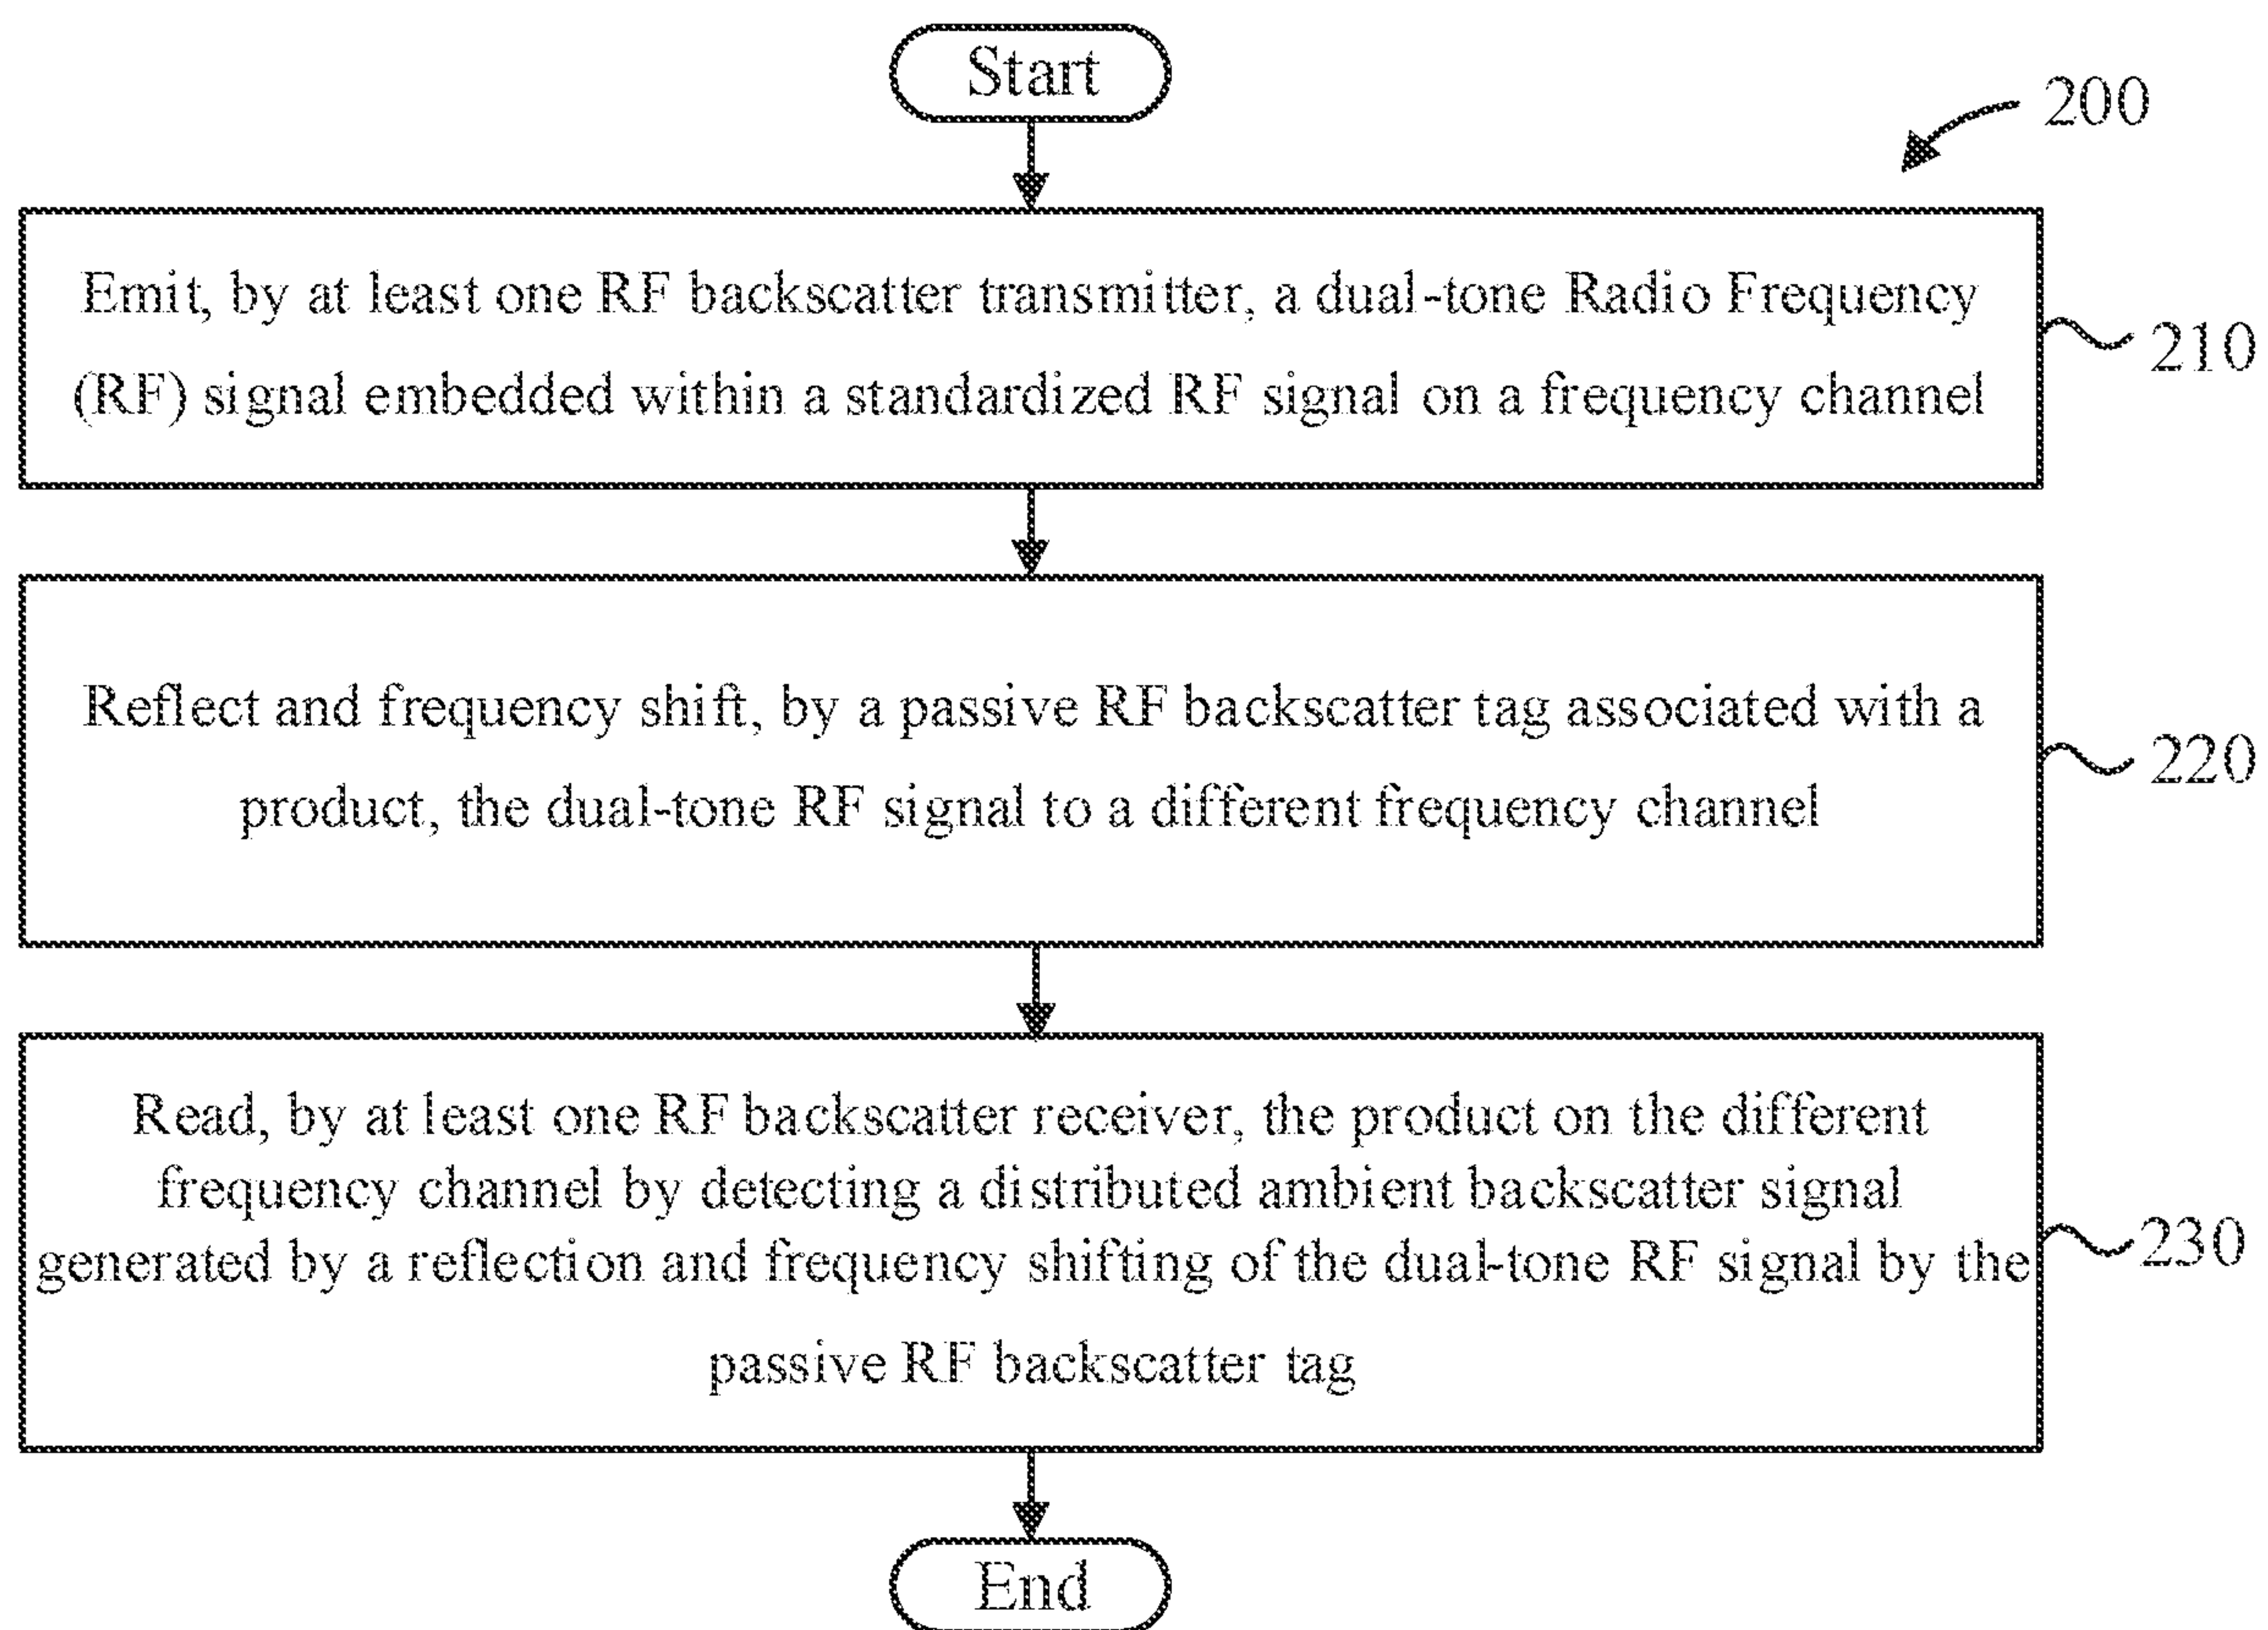 Start
200
Emit, by at least one RF backscatter transmitter, a dual-tone Radio Frequency
(RF) signal embedded within a standardized RF signal on a frequency channel
210
Reflect and frequency shift, by a passive RF backscatter tag associated with a
product, the dual-tone RF signal to a different frequency channel
220
Read, by at least one RF backscatter receiver, the product on the different
frequency channel by detecting a distributed ambient backscatter signal
generated by a reflection and frequency shifting of the dual-tone RF signal by the
passive RF backscatter tag
230
End